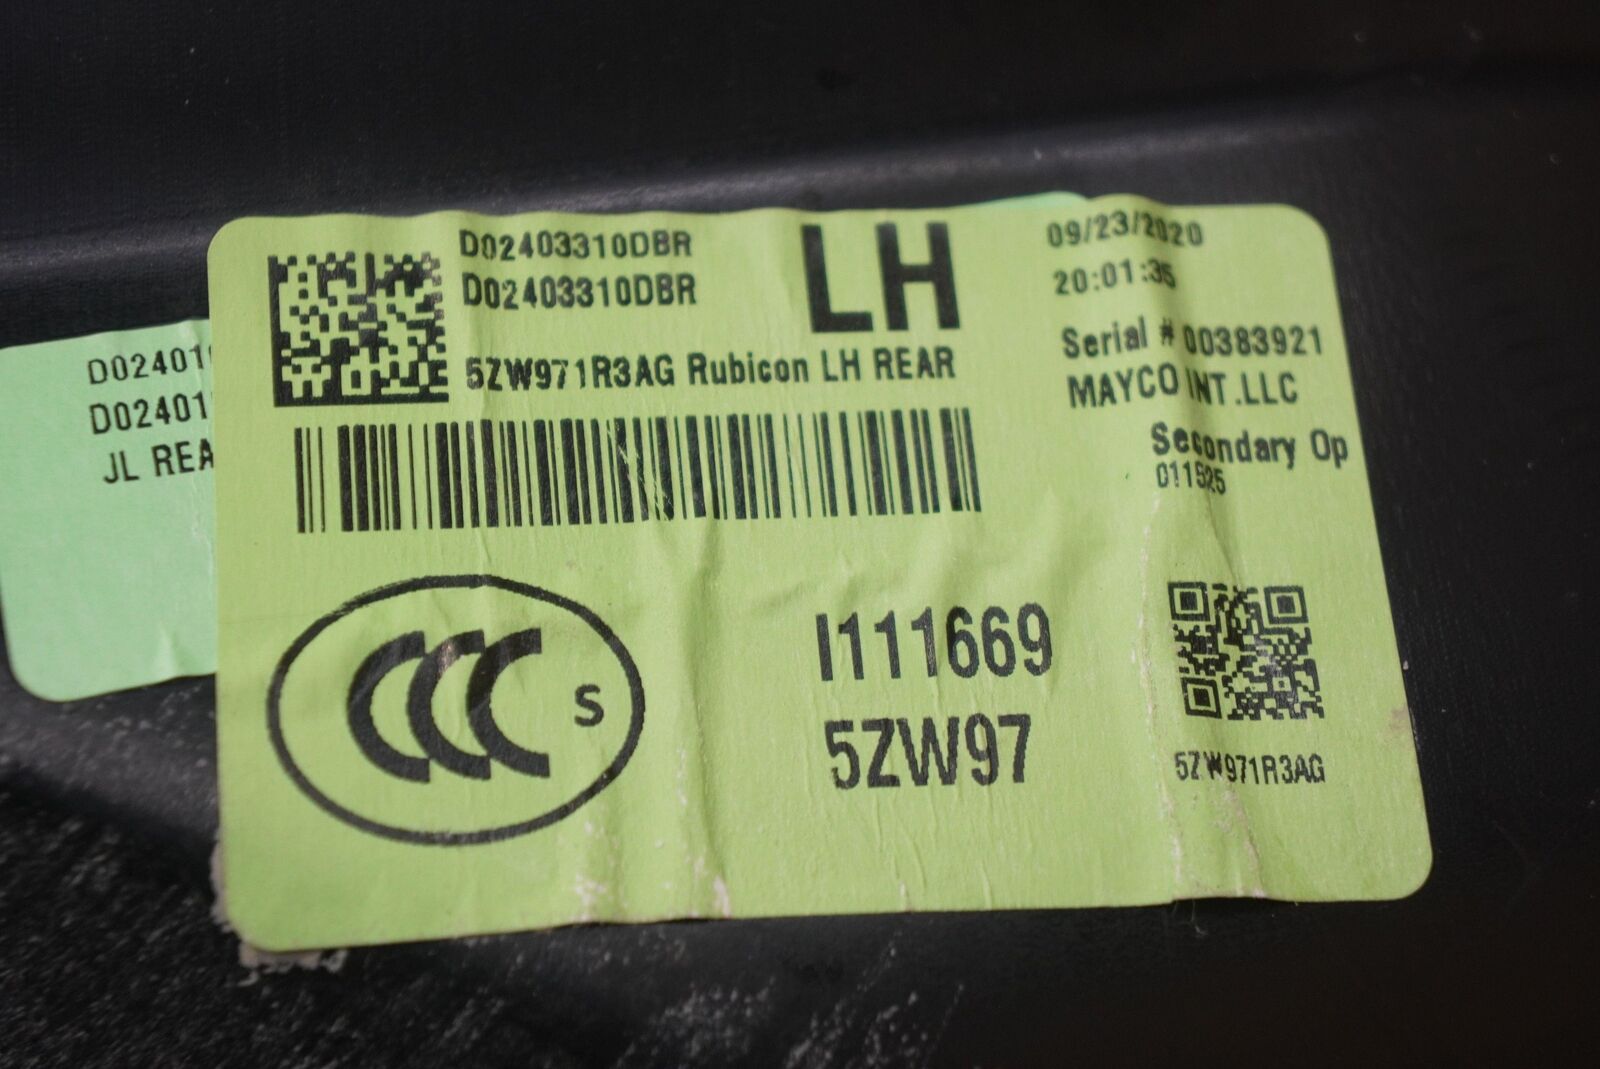 D02403310DBR
D02403310DBR
LH
5ZW971R3AG Rubicon LH REAR
09/23/2020
20:01:35
Serial # 00383921
MAYCO INT.LLC
Secondary Op
011525
CCC S
I111669
5ZW97
5ZW971R3AG
JL